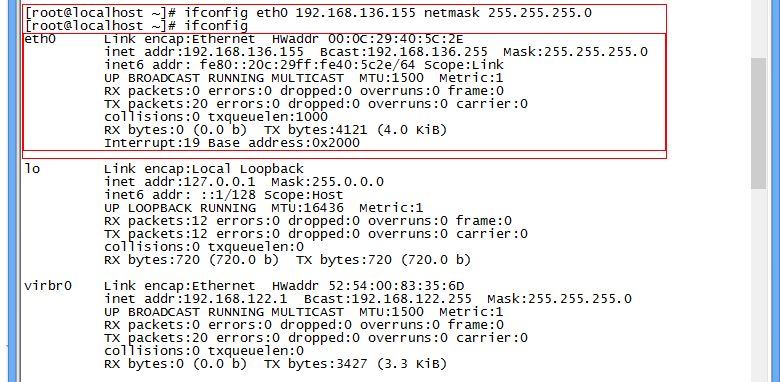 [root@localhost ~]# ifconfig eth0 192.168.136.155 netmask 255.255.255.0
[root@localhost ~]# ifconfig
eth0      Link encap:Ethernet  HWaddr 00:0C:29:40:5C:2E
          inet addr:192.168.136.155  Bcast:192.168.136.255  Mask:255.255.255.0
          inet6 addr: fe80::20c:29ff:fe40:5c2e/64 Scope:Link
          UP BROADCAST RUNNING MULTICAST  MTU:1500  Metric:1
          RX packets:0 errors:0 dropped:0 overruns:0 frame:0
          TX packets:20 errors:0 dropped:0 overruns:0 carrier:0
          collisions:0 txqueuelen:1000
          RX bytes:0 (0.0 b)  TX bytes:4121 (4.0 KiB)
          Interrupt:19 Base address:0x2000
lo        Link encap:Local Loopback
          inet addr:127.0.0.1  Mask:255.0.0.0
          inet6 addr: ::1/128 Scope:Host
          UP LOOPBACK RUNNING  MTU:16436  Metric:1
          RX packets:12 errors:0 dropped:0 overruns:0 frame:0
          TX packets:12 errors:0 dropped:0 overruns:0 carrier:0
          collisions:0 txqueuelen:0
          RX bytes:720 (720.0 b)  TX bytes:720 (720.0 b)
virbr0    Link encap:Ethernet  HWaddr 52:54:00:83:35:6D
          inet addr:192.168.122.1  Bcast:192.168.122.255  Mask:255.255.255.0
          UP BROADCAST RUNNING MULTICAST  MTU:1500  Metric:1
          RX packets:0 errors:0 dropped:0 overruns:0 frame:0
          TX packets:20 errors:0 dropped:0 overruns:0 carrier:0
          collisions:0 txqueuelen:0
          RX bytes:0 (0.0 b)  TX bytes:3427 (3.3 KiB)